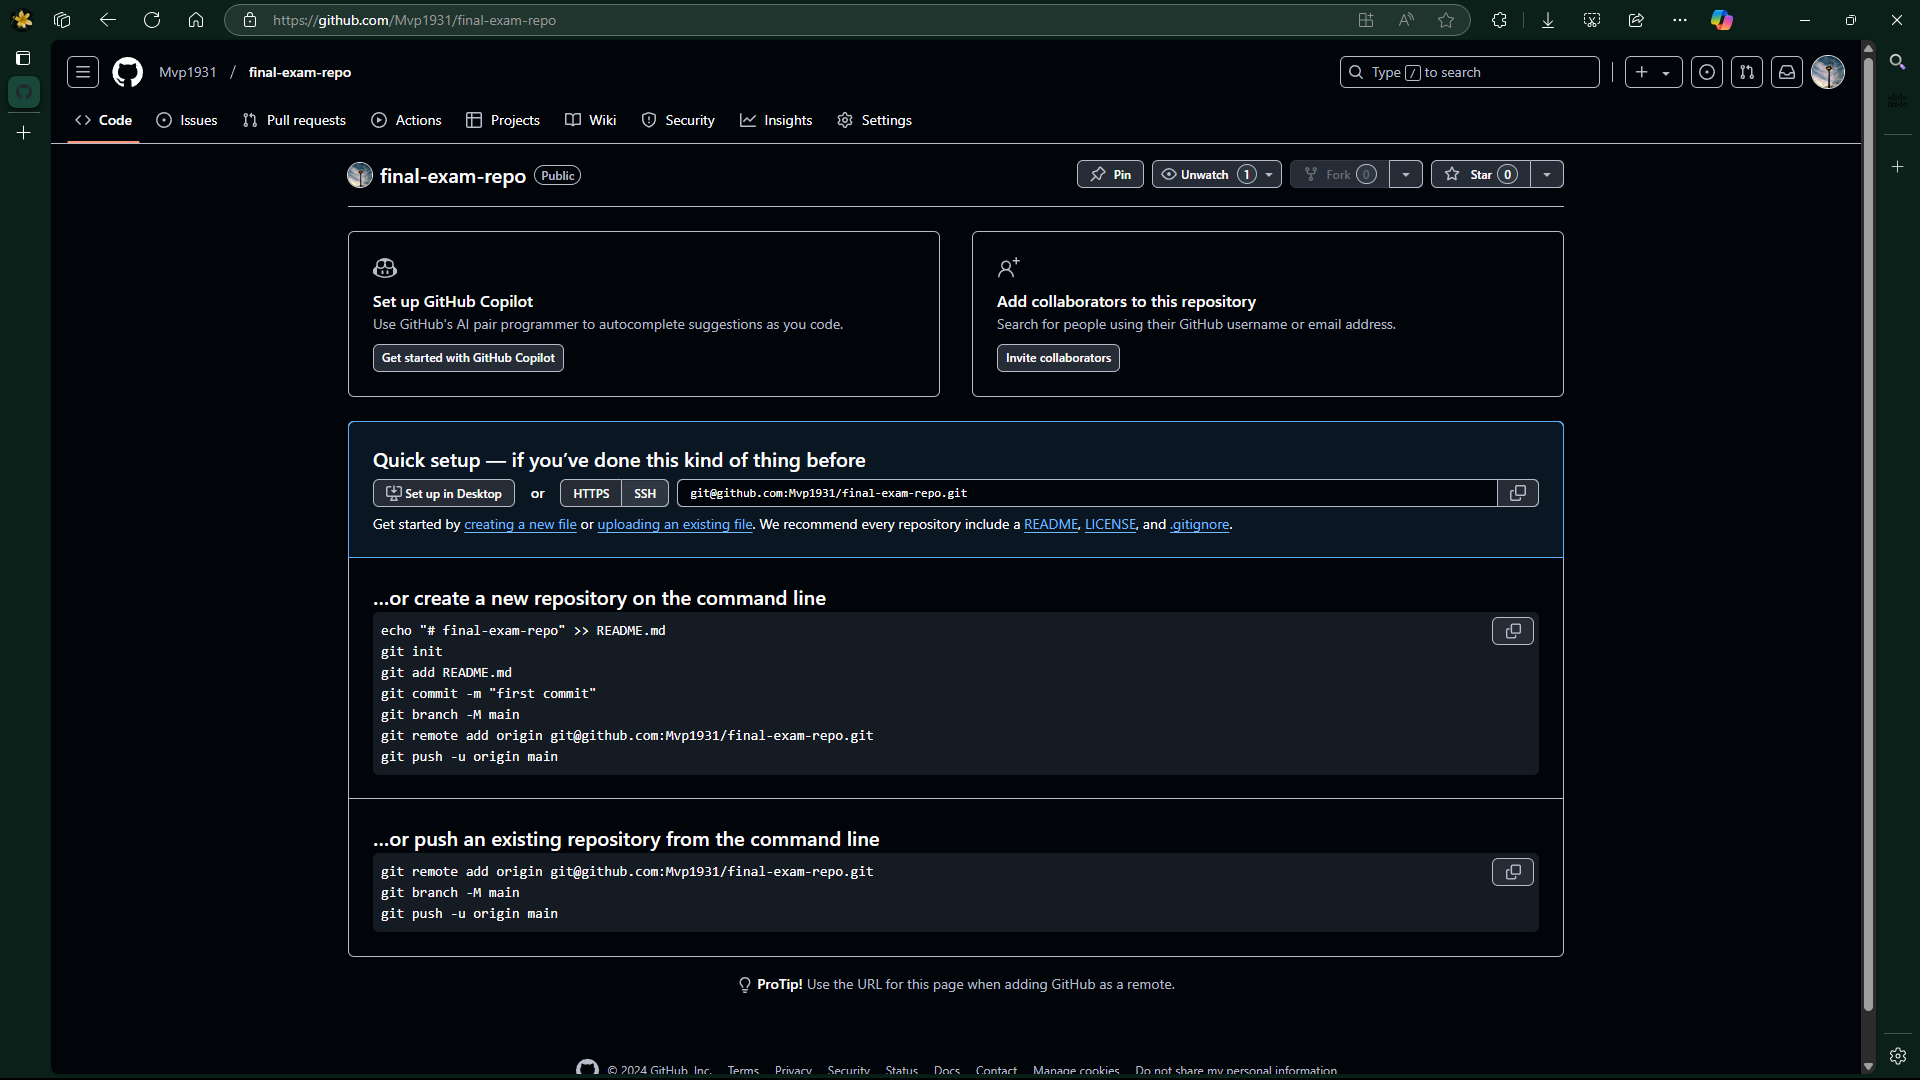 https://github.com/Mvp1931/final-exam-repo
Mvp1931 / final-exam-repo
Type / to search
Code Issues Pull requests Actions Projects Wiki Security Insights Settings
final-exam-repo Public
Pin Unwatch 1 Fork 0 Star 0
Set up GitHub Copilot
Use GitHub's AI pair programmer to autocomplete suggestions as you code.
Get started with GitHub Copilot
Add collaborators to this repository
Search for people using their GitHub username or email address.
Invite collaborators
Quick setup — if you’ve done this kind of thing before
Set up in Desktop or HTTPS SSH git@github.com:Mvp1931/final-exam-repo.git
Get started by creating a new file or uploading an existing file. We recommend every repository include a README, LICENSE, and .gitignore.
…or create a new repository on the command line
echo "# final-exam-repo" >> README.md
git init
git add README.md
git commit -m "first commit"
git branch -M main
git remote add origin git@github.com:Mvp1931/final-exam-repo.git
git push -u origin main
…or push an existing repository from the command line
git remote add origin git@github.com:Mvp1931/final-exam-repo.git
git branch -M main
git push -u origin main
ProTip! Use the URL for this page when adding GitHub as a remote.
© 2024 GitHub, Inc. Terms Privacy Security Status Docs Contact Manage cookies Do not share my personal information